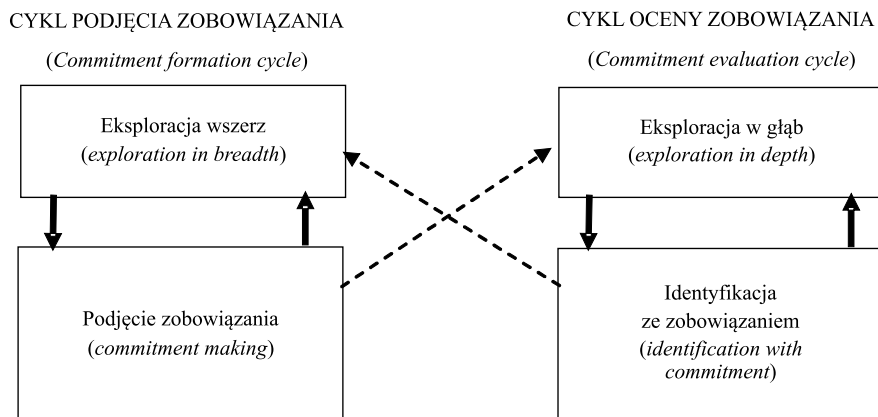 CYKL PODJĘCIA ZOBOWIĄZANIA
(Commitment formation cycle)
Eksploracja wszerz
(exploration in breadth)
Podjęcie zobowiązania
(commitment making)
CYKL OCENY ZOBOWIĄZANIA
(Commitment evaluation cycle)
Eksploracja w głąb
(exploration in depth)
Identyfikacja
ze zobowiązaniem
(identification with
commitment)